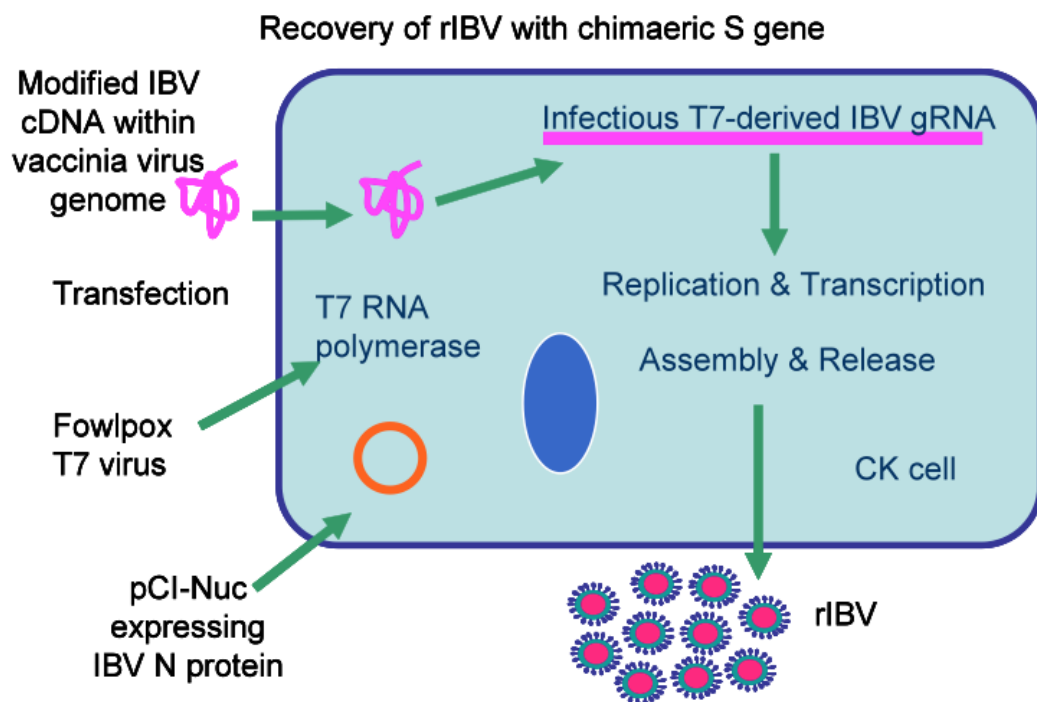 Recovery of rIBV with chimaeric S gene
Modified IBV
cDNA within
vaccinia virus
genome
Infectious T7-derived IBV gRNA
Transfection
T7 RNA
polymerase
Replication & Transcription
Assembly & Release
Fowlpox
T7 virus
CK cell
pCI-Nuc
expressing
IBV N protein
rIBV